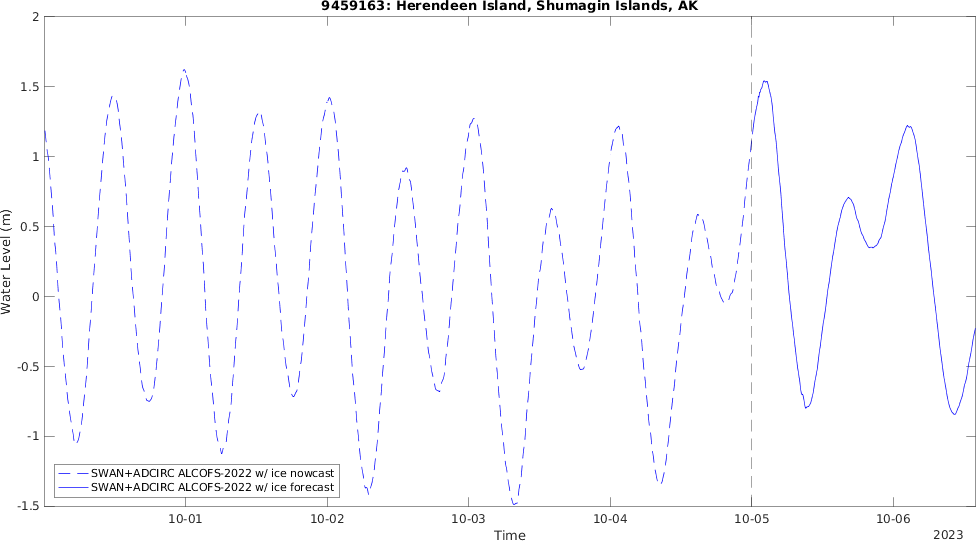 9459163: Herendeen Island, Shumagin Islands, AK
2
1.5
1
0.5
0
-0.5
-1
-1.5
Water Level (m)
SWAN+ADCIRC ALCOFS-2022 w/ ice nowcast
SWAN+ADCIRC ALCOFS-2022 w/ ice forecast
10-01 10-02 10-03 10-04 10-05 10-06
Time
2023